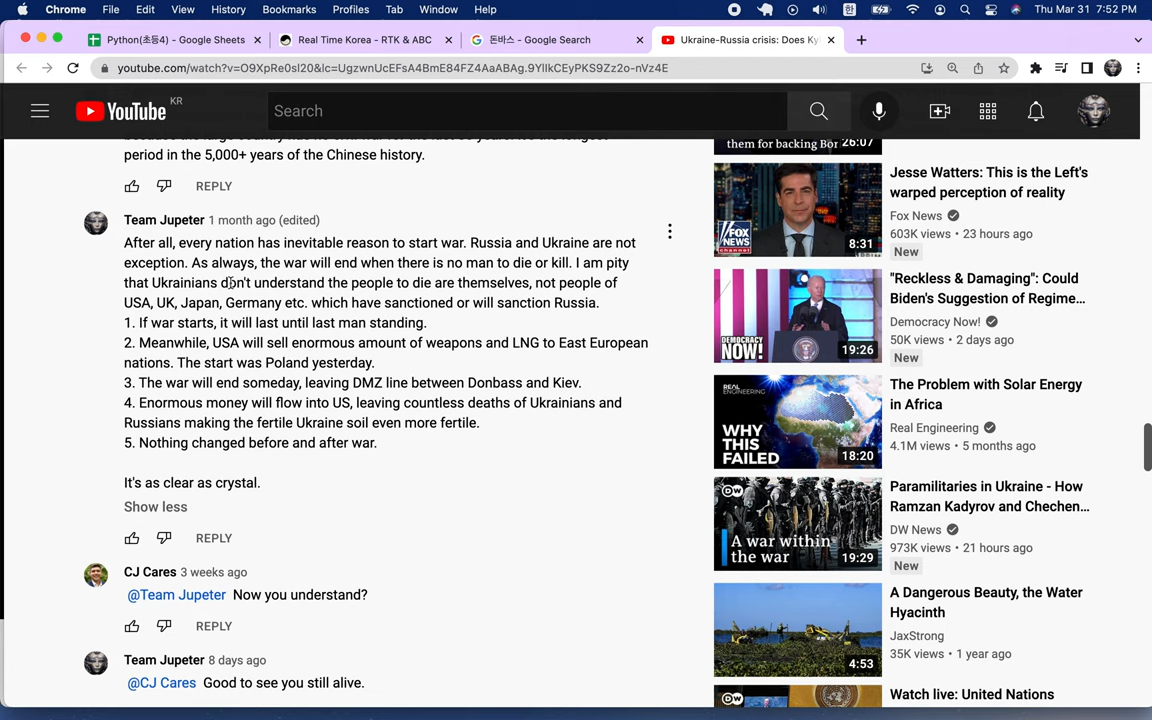 Chrome File Edit View History Bookmarks Profiles Tab Window Help 한 Thu Mar 31 7:52 PM
Python(초등4) - Google Sheets Real Time Korea - RTK & ABC 돈바스 - Google Search Ukraine-Russia crisis: Does Ky
youtube.com/watch?v=O9XpRe0sl20&lc=UgzwnUcEFsA4BmE84FZ4AaABAg.9YllkCEyPKS9Zz2o-nVz4E
YouTube KR
Search
period in the 5,000+ years of the Chinese history.
REPLY
Team Jupeter 1 month ago (edited)
After all, every nation has inevitable reason to start war. Russia and Ukraine are not
exception. As always, the war will end when there is no man to die or kill. I am pity
that Ukrainians don't understand the people to die are themselves, not people of
USA, UK, Japan, Germany etc. which have sanctioned or will sanction Russia.
1. If war starts, it will last until last man standing.
2. Meanwhile, USA will sell enormous amount of weapons and LNG to East European
nations. The start was Poland yesterday.
3. The war will end someday, leaving DMZ line between Donbass and Kiev.
4. Enormous money will flow into US, leaving countless deaths of Ukrainians and
Russians making the fertile Ukraine soil even more fertile.
5. Nothing changed before and after war.
It's as clear as crystal.
Show less
REPLY
CJ Cares 3 weeks ago
@Team Jupeter Now you understand?
REPLY
Team Jupeter 8 days ago
@CJ Cares Good to see you still alive.
them for backing Bor 26:07
FOX NEWS channel
8:31
Jesse Watters: This is the Left's
warped perception of reality
Fox News
603K views • 23 hours ago
New
DEMOCRACY NOW!
19:26
"Reckless & Damaging": Could
Biden's Suggestion of Regime...
Democracy Now!
50K views • 2 days ago
New
REAL ENGINEERING
WHY
THIS
FAILED
18:20
The Problem with Solar Energy
in Africa
Real Engineering
4.1M views • 5 months ago
DW
A war within
the war
19:29
Paramilitaries in Ukraine - How
Ramzan Kadyrov and Chechen...
DW News
973K views • 21 hours ago
New
4:53
A Dangerous Beauty, the Water
Hyacinth
JaxStrong
35K views • 1 year ago
DW
Watch live: United Nations